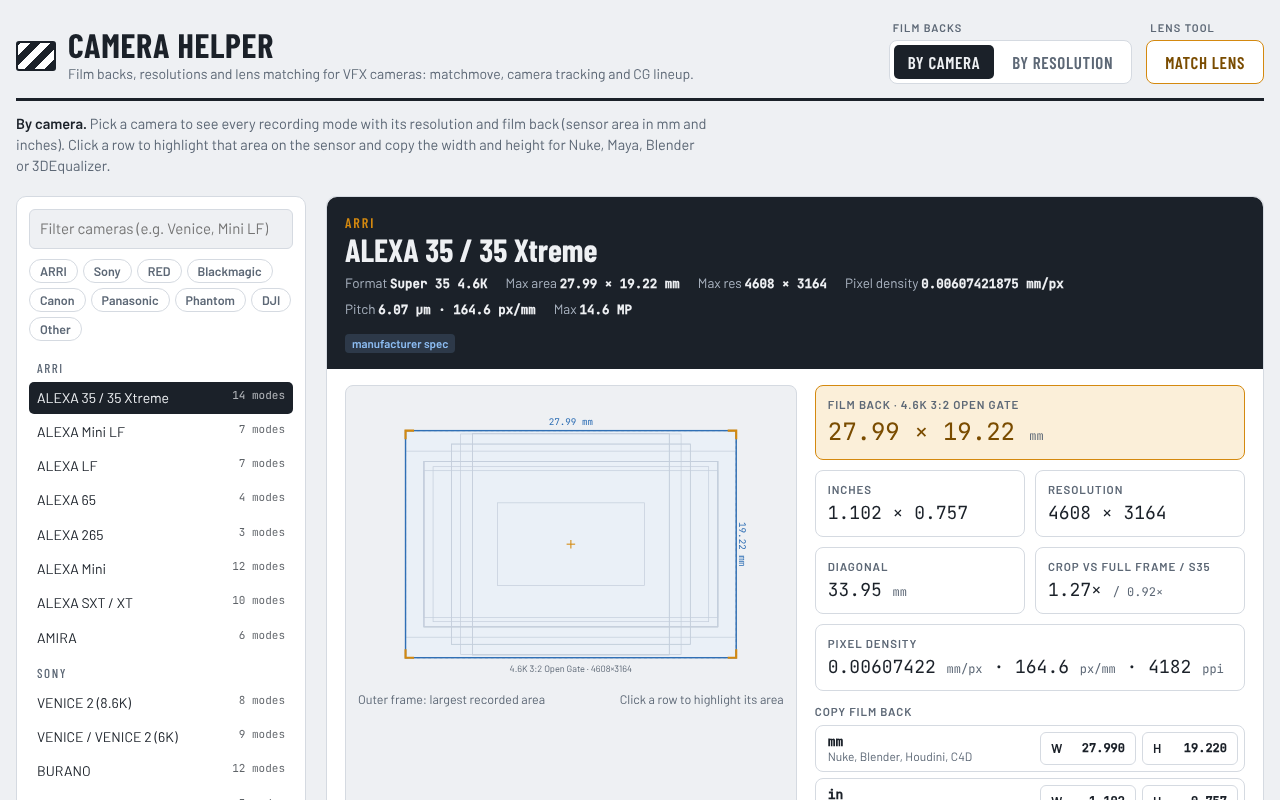 CAMERA HELPER
Film backs, resolutions and lens matching for VFX cameras: matchmove, camera tracking and CG lineup.
FILM BACKS
BY CAMERA
BY RESOLUTION
LENS TOOL
MATCH LENS
By camera. Pick a camera to see every recording mode with its resolution and film back (sensor area in mm and
inches). Click a row to highlight that area on the sensor and copy the width and height for Nuke, Maya, Blender
or 3DEqualizer.
Filter cameras (e.g. Venice, Mini LF)
ARRI Sony RED Blackmagic
Canon Panasonic Phantom DJI
Other
ARRI
ALEXA 35 / 35 Xtreme 14 modes
ALEXA Mini LF 7 modes
ALEXA LF 7 modes
ALEXA 65 4 modes
ALEXA 265 3 modes
ALEXA Mini 12 modes
ALEXA SXT / XT 10 modes
AMIRA 6 modes
SONY
VENICE 2 (8.6K) 8 modes
VENICE / VENICE 2 (6K) 9 modes
BURANO 12 modes
ARRI
ALEXA 35 / 35 Xtreme
Format Super 35 4.6K Max area 27.99 × 19.22 mm Max res 4608 × 3164 Pixel density 0.00607421875 mm/px
Pitch 6.07 µm · 164.6 px/mm Max 14.6 MP
manufacturer spec
27.99 mm
19.22 mm
4.6K 3:2 Open Gate · 4608×3164
Outer frame: largest recorded area Click a row to highlight its area
FILM BACK · 4.6K 3:2 OPEN GATE
27.99 × 19.22 mm
INCHES
1.102 × 0.757
RESOLUTION
4608 × 3164
DIAGONAL
33.95 mm
CROP VS FULL FRAME / S35
1.27× / 0.92×
PIXEL DENSITY
0.00607422 mm/px · 164.6 px/mm · 4182 ppi
COPY FILM BACK
mm
Nuke, Blender, Houdini, C4D
W 27.990 H 19.220
in
W 1.102 H 0.757